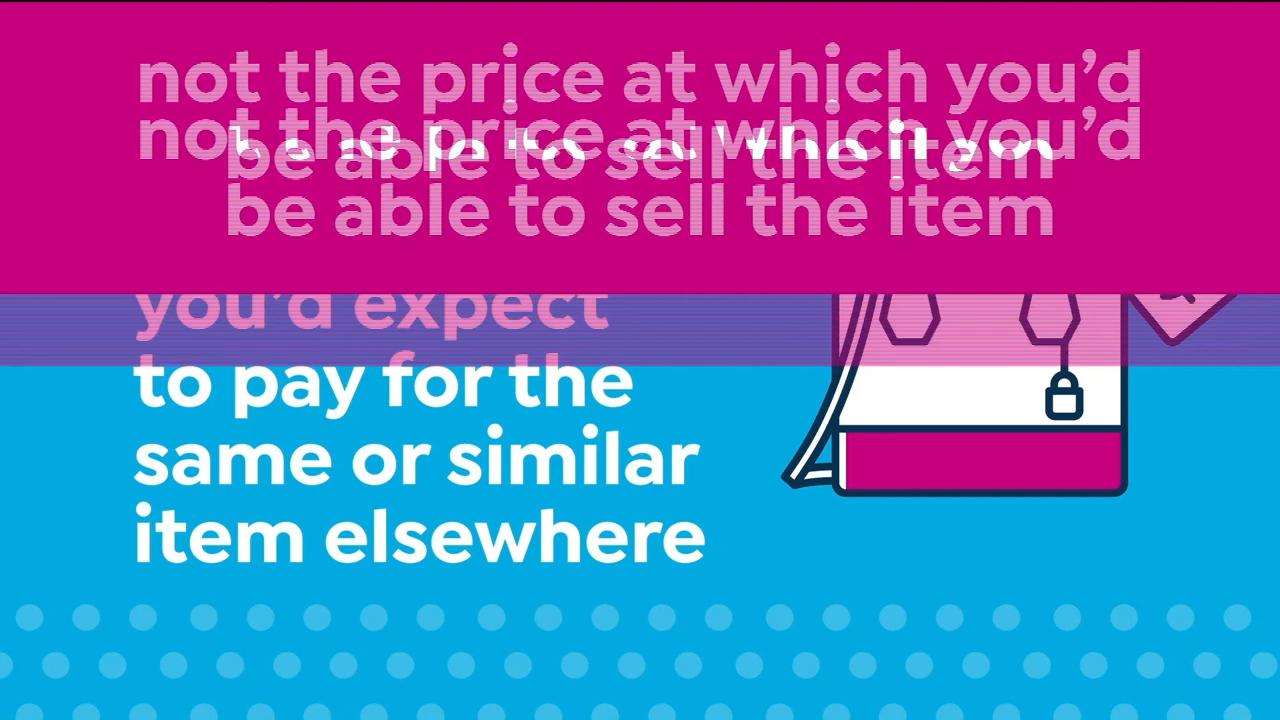 not the price at which you'd
not the price at which you'd
be able to sell the item
be able to sell the item
you'd expect
to pay for the
same or similar
item elsewhere